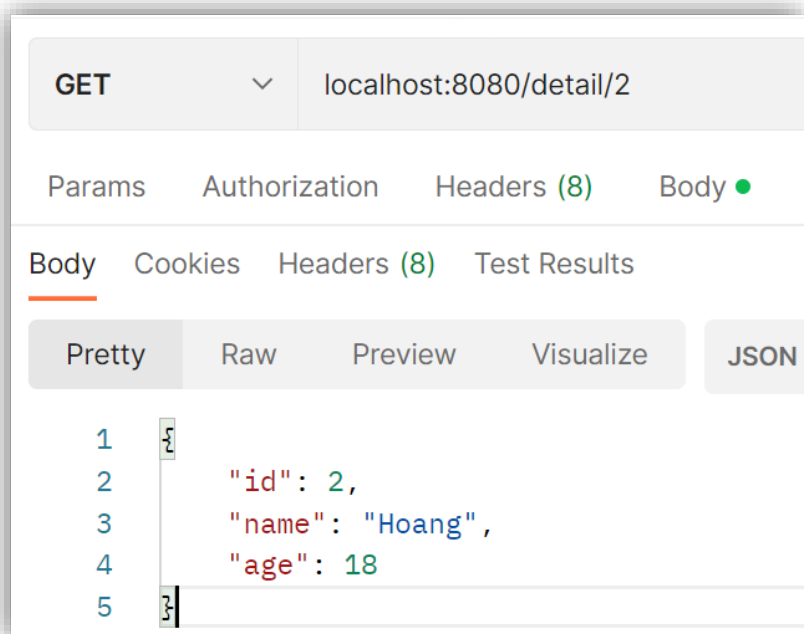 GET localhost:8080/detail/2
Params Authorization Headers (8) Body
Body Cookies Headers (8) Test Results
Pretty Raw Preview Visualize JSON
1 {
2 "id": 2,
3 "name": "Hoang",
4 "age": 18
5 }